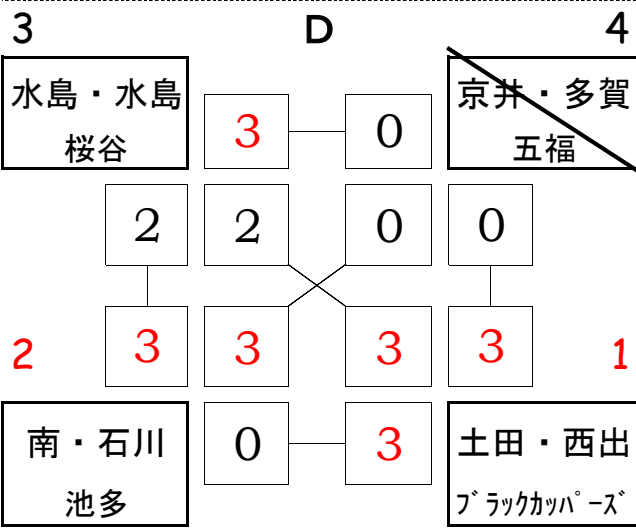 3 D 4
水島・水島 3 0 京井・多賀
桜谷 五福
2 2 0 0
2 3 3 3 3 1
南・石川 0 3 土田・西出
池多 ﾌﾞﾗｯｸｶｯﾊﾟｰｽﾞ